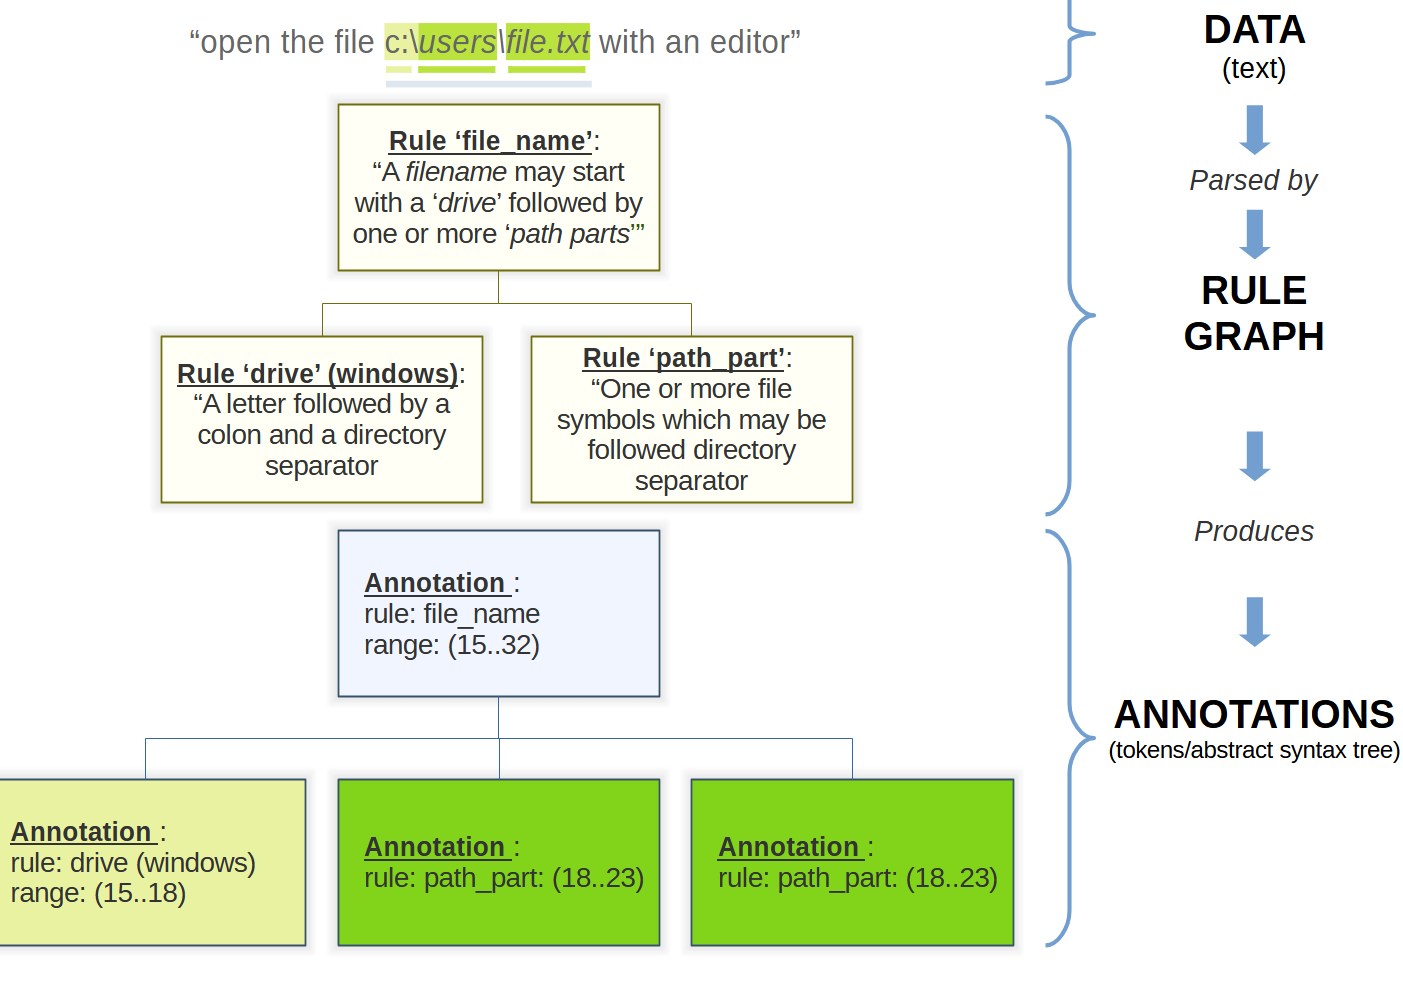 “open the file c:\users\file.txt with an editor”
Rule ‘file_name’:
“A filename may start
with a ‘drive’ followed by
one or more ‘path parts’”
Rule ‘drive’ (windows):
“A letter followed by a
colon and a directory
separator
Rule ‘path_part’:
“One or more file
symbols which may be
followed directory
separator
Annotation :
rule: file_name
range: (15..32)
Annotation :
rule: drive (windows)
range: (15..18)
Annotation :
rule: path_part: (18..23)
Annotation :
rule: path_part: (18..23)
DATA
(text)
Parsed by
RULE
GRAPH
Produces
ANNOTATIONS
(tokens/abstract syntax tree)